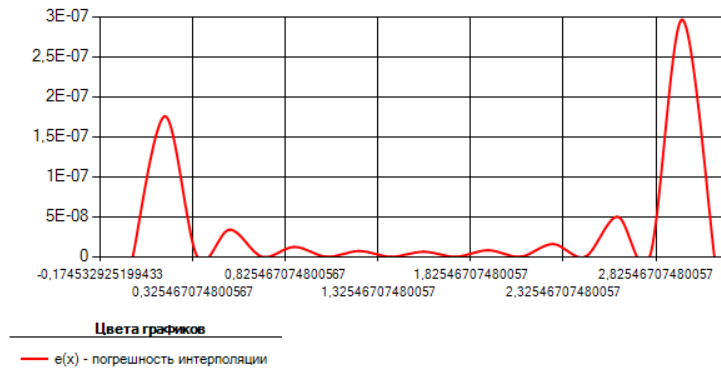 3E-07
2,5E-07
2E-07
1,5E-07
1E-07
5E-08
0
-0,174532925199433
0,825467074800567
1,82546707480057
2,82546707480057
0,325467074800567
1,32546707480057
2,32546707480057
Цвета графиков
e(x) - погрешность интерполяции